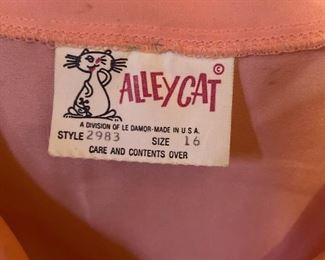 ALLEYCAT ©
A DIVISION OF LE DAMOR-MADE IN U.S.A.
STYLE 2983 SIZE 16
CARE AND CONTENTS OVER